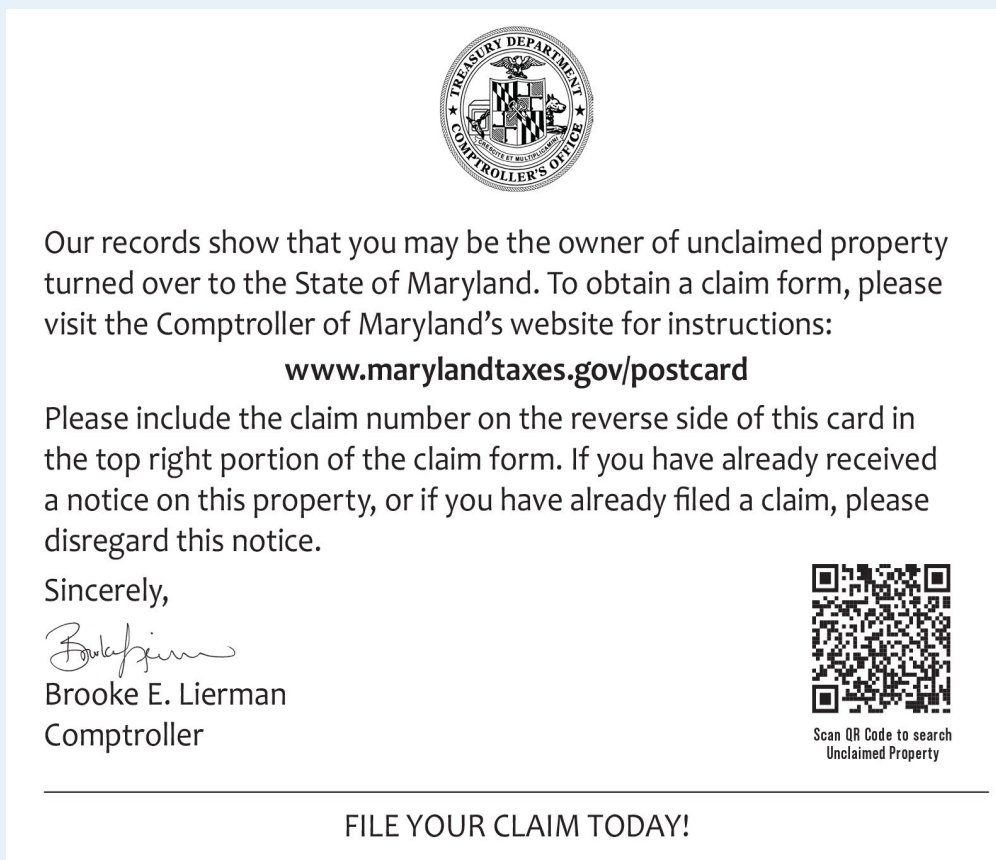 TREASURY DEPARTMENT
CRESCITE ET MULTIPLICAMINI
COMPTROLLER'S OFFICE
Our records show that you may be the owner of unclaimed property
turned over to the State of Maryland. To obtain a claim form, please
visit the Comptroller of Maryland’s website for instructions:
www.marylandtaxes.gov/postcard
Please include the claim number on the reverse side of this card in
the top right portion of the claim form. If you have already received
a notice on this property, or if you have already filed a claim, please
disregard this notice.
Sincerely,
Brooke E. Lierman
Comptroller
Scan QR Code to search
Unclaimed Property
FILE YOUR CLAIM TODAY!